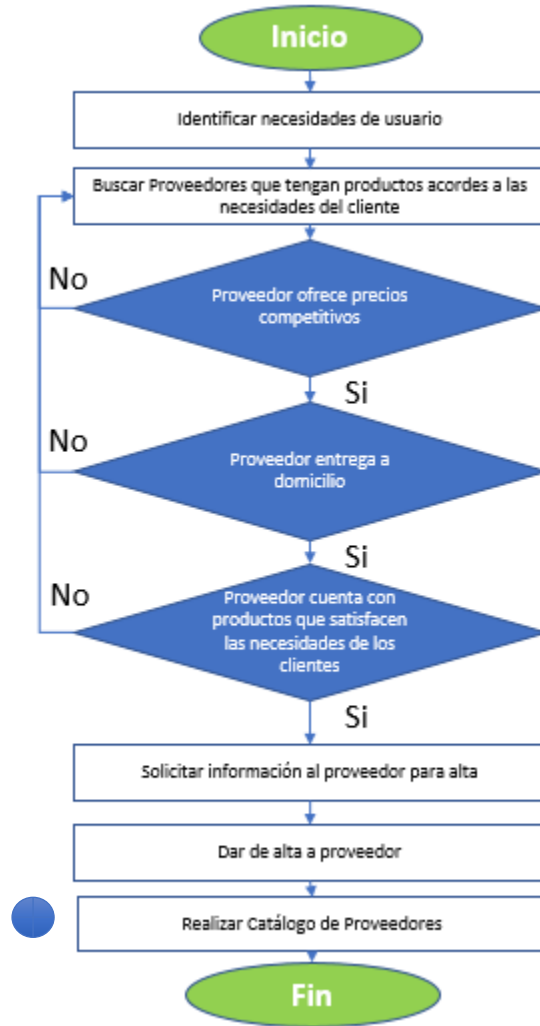 Inicio
Identificar necesidades de usuario
Buscar Proveedores que tengan productos acordes a las
necesidades del cliente
No
Proveedor ofrece precios
competitivos
Si
No
Proveedor entrega a
domicilio
Si
No
Proveedor cuenta con
productos que satisfacen
las necesidades de los
clientes
Si
Solicitar información al proveedor para alta
Dar de alta a proveedor
Realizar Catálogo de Proveedores
Fin